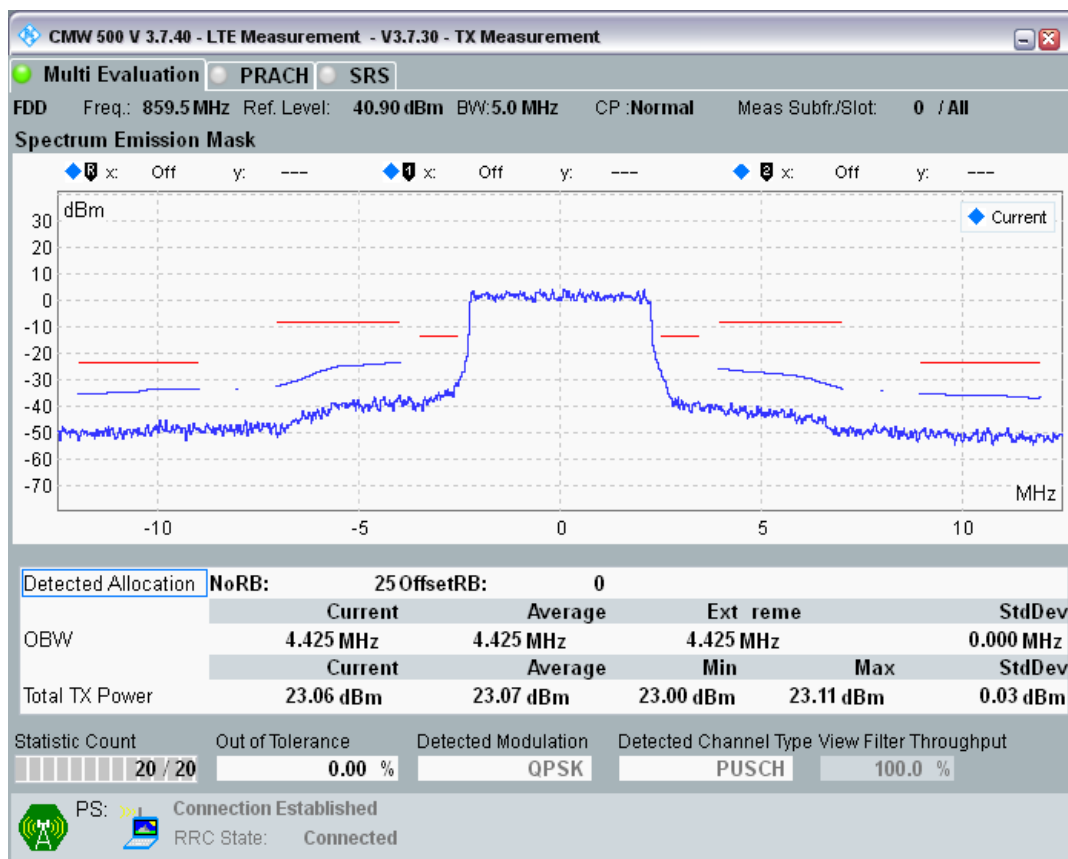 CMW 500 V 3.7.40 - LTE Measurement - V3.7.30 - TX Measurement
Multi Evaluation PRACH SRS
FDD Freq.: 859.5 MHz Ref. Level: 40.90 dBm BW:5.0 MHz CP :Normal Meas Subfr./Slot: 0 / All
Spectrum Emission Mask
R x: Off y: --- 1 x: Off y: --- 2 x: Off y: ---
dBm
Current
30
20
10
0
-10
-20
-30
-40
-50
-60
-70
MHz
-10 -5 0 5 10
Detected Allocation NoRB: 25 OffsetRB: 0
Current Average Ext reme StdDev
OBW 4.425 MHz 4.425 MHz 4.425 MHz 0.000 MHz
Current Average Min Max StdDev
Total TX Power 23.06 dBm 23.07 dBm 23.00 dBm 23.11 dBm 0.03 dBm
Statistic Count Out of Tolerance Detected Modulation Detected Channel Type View Filter Throughput
20 / 20 0.00 % QPSK PUSCH 100.0 %
PS: Connection Established
RRC State: Connected